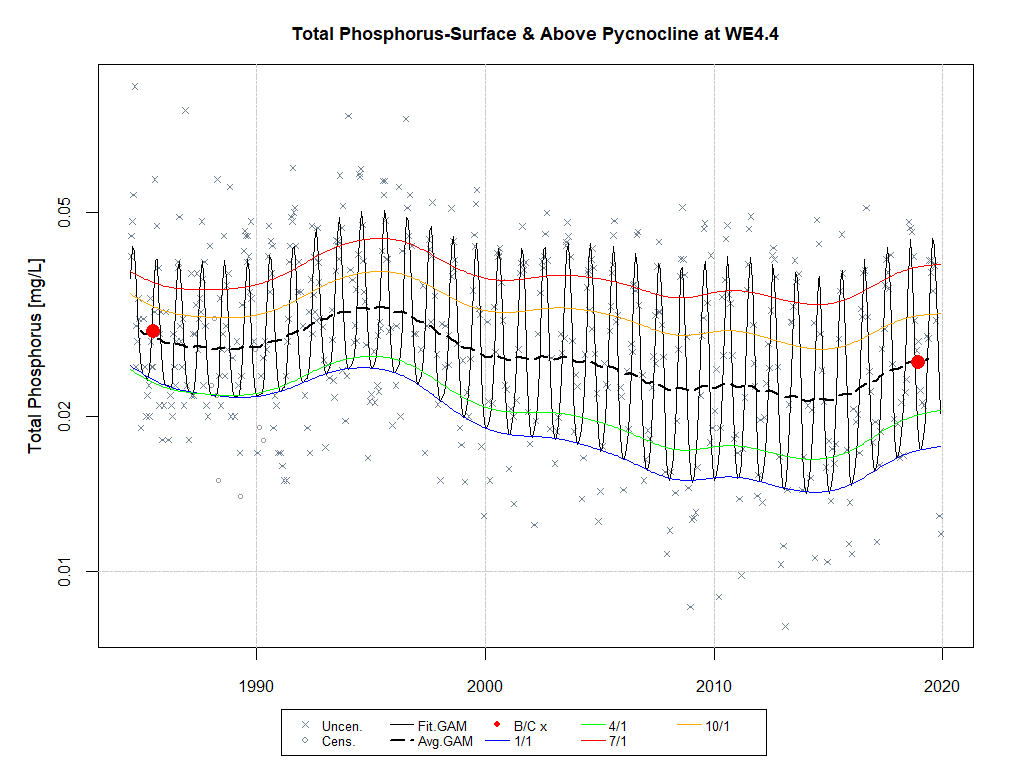 Total Phosphorus-Surface & Above Pycnocline at WE4.4
Total Phosphorus [mg/L]
0.05
0.02
0.01
1990 2000 2010 2020
Uncen. Fit.GAM B/C x 4/1 10/1
Cens. Avg.GAM 1/1 7/1